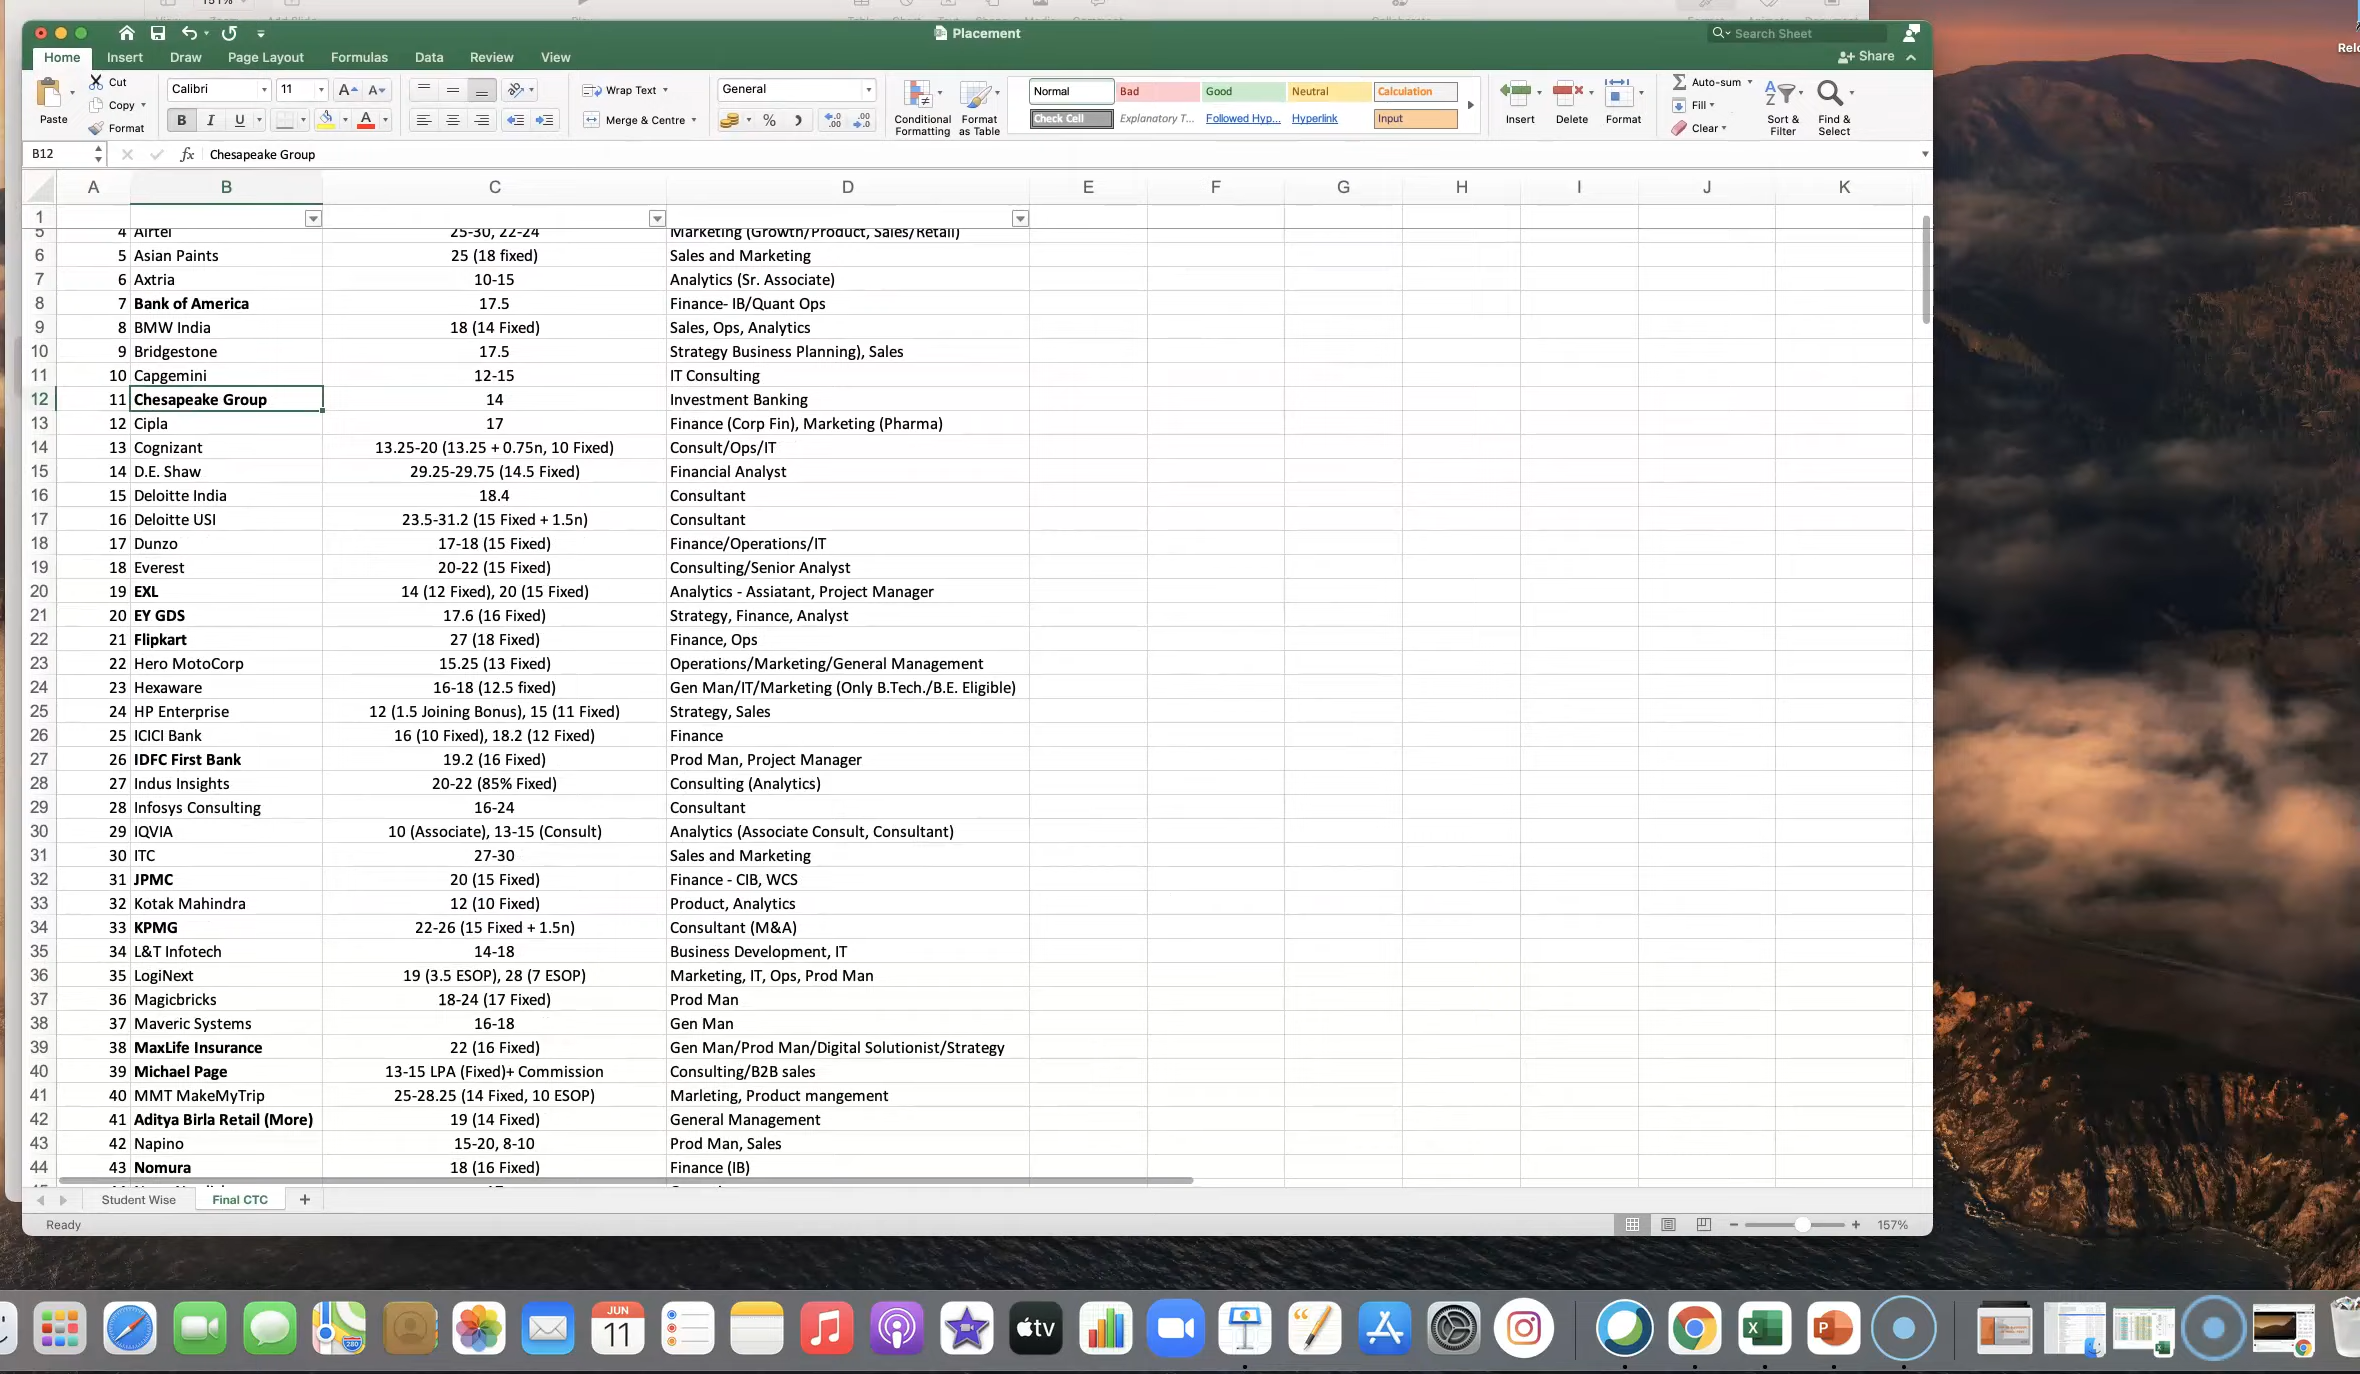 151%
Placement
Search Sheet
Home Insert Draw Page Layout Formulas Data Review View
Share
Paste
Cut
Copy
Format
Calibri 11
B I U
Wrap Text
Merge & Centre
General
Conditional Formatting
Format as Table
Normal Bad Good Neutral Calculation
Check Cell Explanatory T... Followed Hyp... Hyperlink Input
Insert Delete Format
Auto-sum
Fill
Clear
Sort & Filter
Find & Select
B12 fx Chesapeake Group
A B C D E F G H I J K
1
5 4 Airtel 25-30, 22-24 Marketing (Growth/Product, Sales/Retail)
6 5 Asian Paints 25 (18 fixed) Sales and Marketing
7 6 Axtria 10-15 Analytics (Sr. Associate)
8 7 Bank of America 17.5 Finance- IB/Quant Ops
9 8 BMW India 18 (14 Fixed) Sales, Ops, Analytics
10 9 Bridgestone 17.5 Strategy Business Planning), Sales
11 10 Capgemini 12-15 IT Consulting
12 11 Chesapeake Group 14 Investment Banking
13 12 Cipla 17 Finance (Corp Fin), Marketing (Pharma)
14 13 Cognizant 13.25-20 (13.25 + 0.75n, 10 Fixed) Consult/Ops/IT
15 14 D.E. Shaw 29.25-29.75 (14.5 Fixed) Financial Analyst
16 15 Deloitte India 18.4 Consultant
17 16 Deloitte USI 23.5-31.2 (15 Fixed + 1.5n) Consultant
18 17 Dunzo 17-18 (15 Fixed) Finance/Operations/IT
19 18 Everest 20-22 (15 Fixed) Consulting/Senior Analyst
20 19 EXL 14 (12 Fixed), 20 (15 Fixed) Analytics - Assiatant, Project Manager
21 20 EY GDS 17.6 (16 Fixed) Strategy, Finance, Analyst
22 21 Flipkart 27 (18 Fixed) Finance, Ops
23 22 Hero MotoCorp 15.25 (13 Fixed) Operations/Marketing/General Management
24 23 Hexaware 16-18 (12.5 fixed) Gen Man/IT/Marketing (Only B.Tech./B.E. Eligible)
25 24 HP Enterprise 12 (1.5 Joining Bonus), 15 (11 Fixed) Strategy, Sales
26 25 ICICI Bank 16 (10 Fixed), 18.2 (12 Fixed) Finance
27 26 IDFC First Bank 19.2 (16 Fixed) Prod Man, Project Manager
28 27 Indus Insights 20-22 (85% Fixed) Consulting (Analytics)
29 28 Infosys Consulting 16-24 Consultant
30 29 IQVIA 10 (Associate), 13-15 (Consult) Analytics (Associate Consult, Consultant)
31 30 ITC 27-30 Sales and Marketing
32 31 JPMC 20 (15 Fixed) Finance - CIB, WCS
33 32 Kotak Mahindra 12 (10 Fixed) Product, Analytics
34 33 KPMG 22-26 (15 Fixed + 1.5n) Consultant (M&A)
35 34 L&T Infotech 14-18 Business Development, IT
36 35 LogiNext 19 (3.5 ESOP), 28 (7 ESOP) Marketing, IT, Ops, Prod Man
37 36 Magicbricks 18-24 (17 Fixed) Prod Man
38 37 Maveric Systems 16-18 Gen Man
39 38 MaxLife Insurance 22 (16 Fixed) Gen Man/Prod Man/Digital Solutionist/Strategy
40 39 Michael Page 13-15 LPA (Fixed)+ Commission Consulting/B2B sales
41 40 MMT MakeMyTrip 25-28.25 (14 Fixed, 10 ESOP) Marleting, Product mangement
42 41 Aditya Birla Retail (More) 19 (14 Fixed) General Management
43 42 Napino 15-20, 8-10 Prod Man, Sales
44 43 Nomura 18 (16 Fixed) Finance (IB)
Student Wise Final CTC +
Ready
157%
JUN
11
tv
280